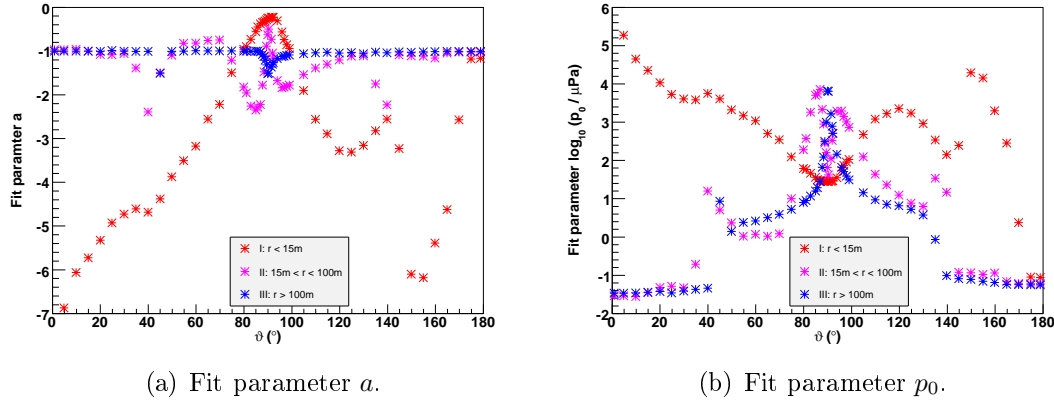 Fit paramter a
-1
-2
-3
-4
-5
-6
-7
0 20 40 60 80 100 120 140 160 180
ϑ (°)
I: r < 15m
II: 15m < r < 100m
III: r > 100m
(a) Fit parameter a.
Fit parameter log₁₀ (p₀ / μPa)
6
5
4
3
2
1
0
-1
-2
0 20 40 60 80 100 120 140 160 180
ϑ (°)
I: r < 15m
II: 15m < r < 100m
III: r > 100m
(b) Fit parameter p₀.